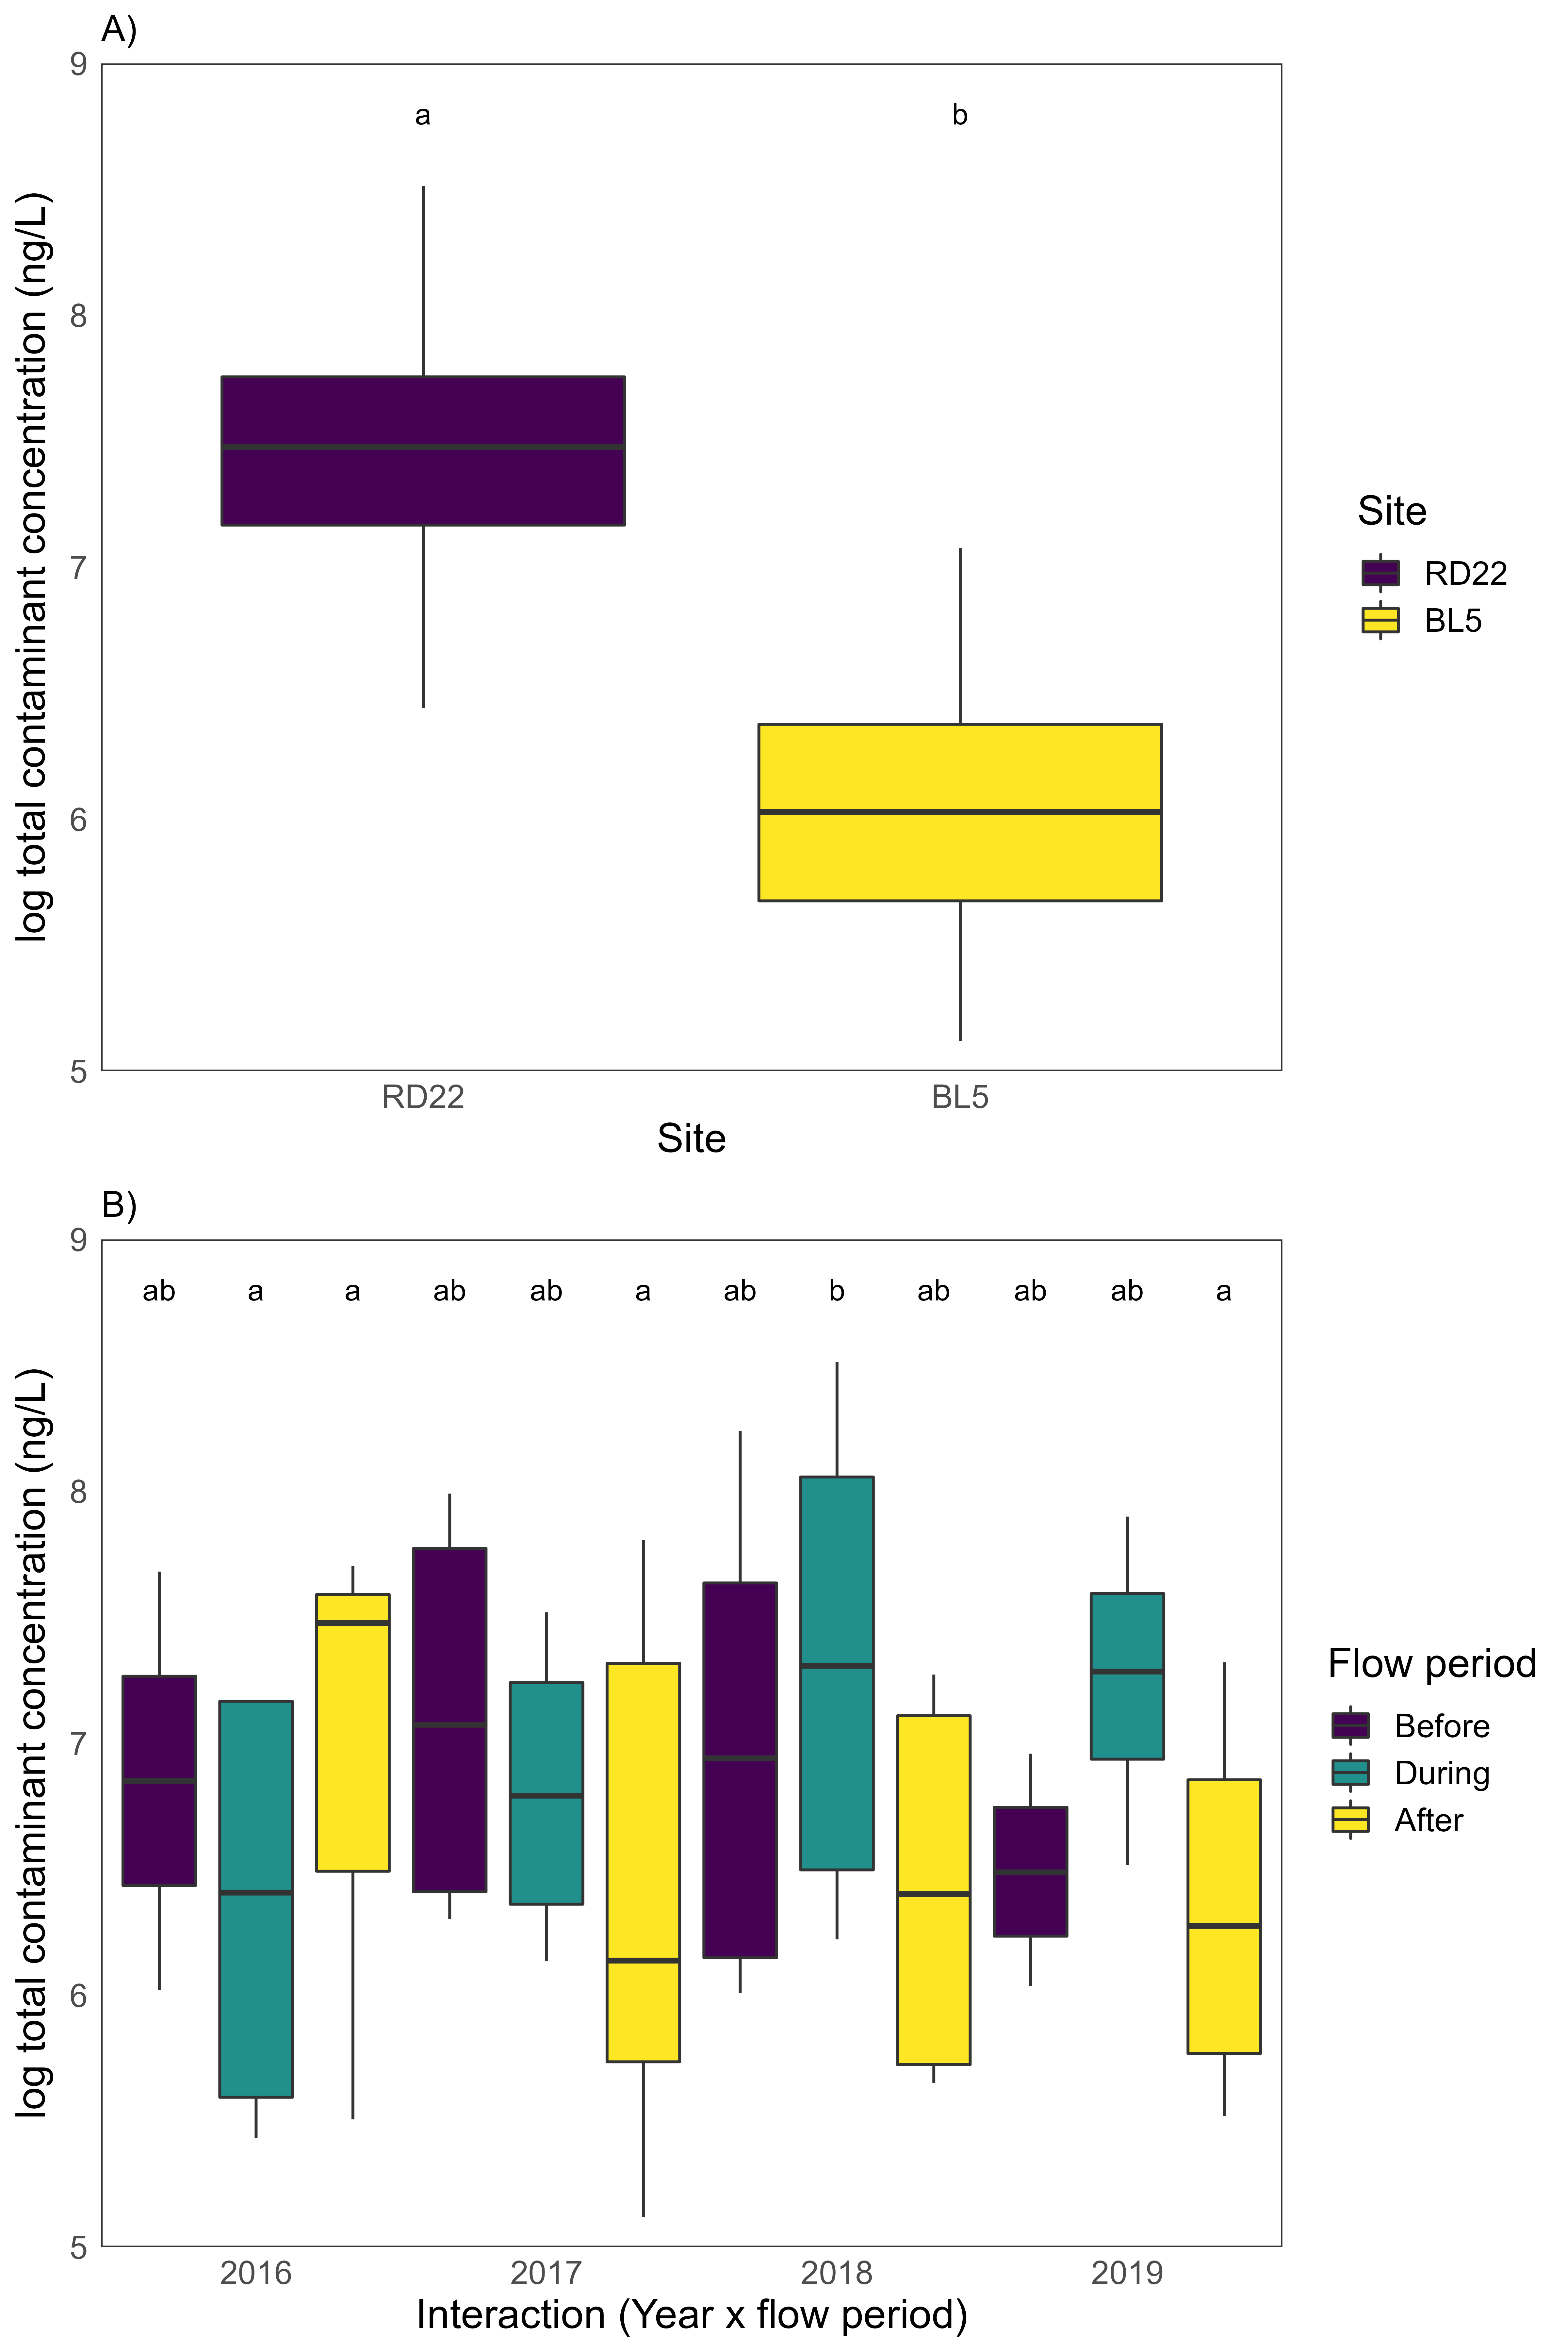 A)
log total contaminant concentration (ng/L)
9
8
7
6
5
a b
RD22 BL5
Site
Site
RD22
BL5
B)
log total contaminant concentration (ng/L)
9
8
7
6
5
ab a a ab ab a ab b ab ab ab a
2016 2017 2018 2019
Interaction (Year x flow period)
Flow period
Before
During
After